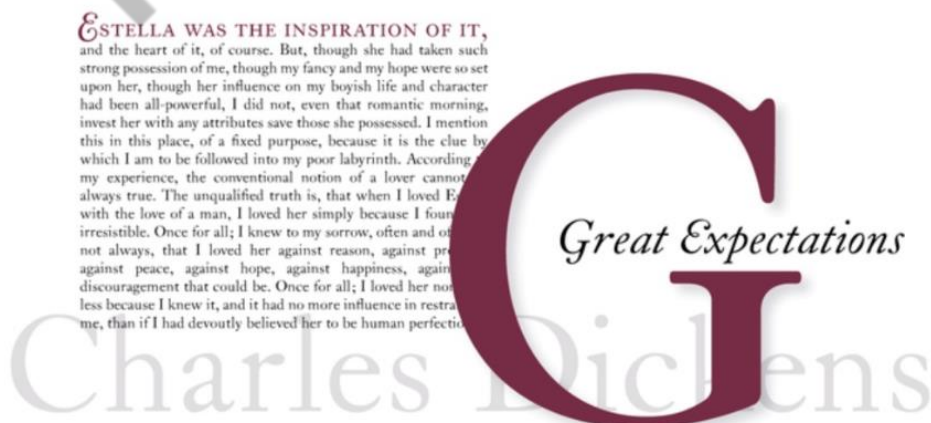 ESTELLA WAS THE INSPIRATION OF IT,
and the heart of it, of course. But, though she had taken such
strong possession of me, though my fancy and my hope were so set
upon her, though her influence on my boyish life and character
had been all-powerful, I did not, even that romantic morning,
invest her with any attributes save those she possessed. I mention
this in this place, of a fixed purpose, because it is the clue by
which I am to be followed into my poor labyrinth. According
my experience, the conventional notion of a lover cannot
always true. The unqualified truth is, that when I loved E
with the love of a man, I loved her simply because I foun
irresistible. Once for all; I knew to my sorrow, often and of
not always, that I loved her against reason, against pr
against peace, against hope, against happiness, again
discouragement that could be. Once for all; I loved her no
less because I knew it, and it had no more influence in restra
me, than if I had devoutly believed her to be human perfectio
G
Great Expectations
Charles Dickens